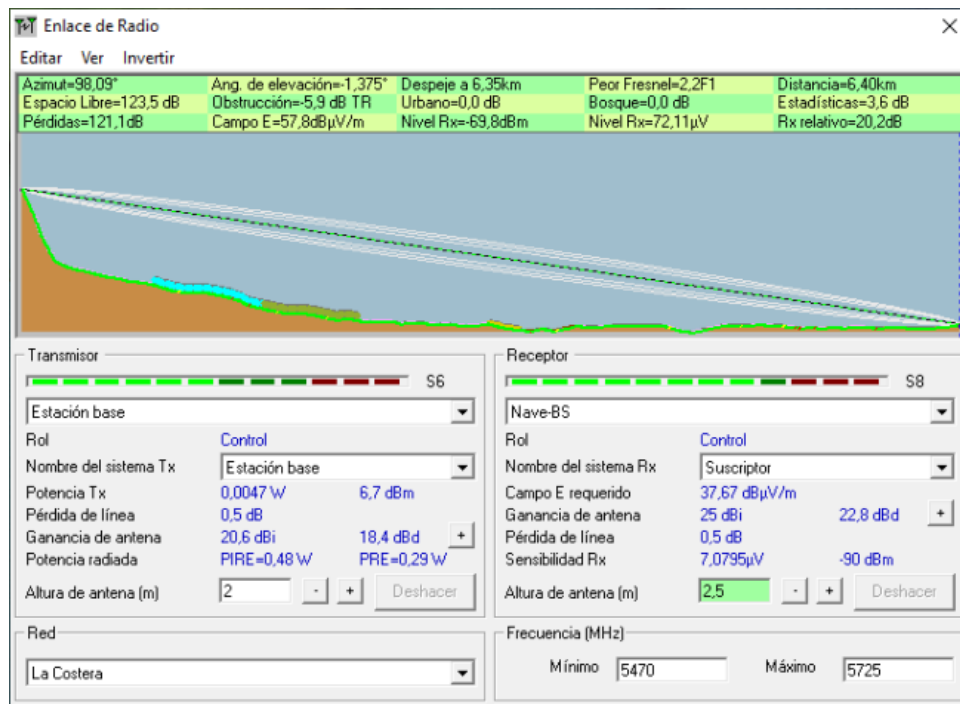 Enlace de Radio
Editar Ver Invertir
Azimut=98,09° Ang. de elevación=-1,375° Despeje a 6,35km Peor Fresnel=2,2F1 Distancia=6,40km
Espacio Libre=123,5 dB Obstrucción=-5,9 dB TR Urbano=0,0 dB Bosque=0,0 dB Estadísticas=3,6 dB
Pérdidas=121,1dB Campo E=57,8dBµV/m Nivel Rx=-69,8dBm Nivel Rx=72,11µV Rx relativo=20,2dB
Transmisor
S6
Estación base
Rol Control
Nombre del sistema Tx Estación base
Potencia Tx 0,0047 W 6,7 dBm
Pérdida de línea 0,5 dB
Ganancia de antena 20,6 dBi 18,4 dBd +
Potencia radiada PIRE=0,48 W PRE=0,29 W
Altura de antena (m) 2 - + Deshacer
Red
La Costera
Receptor
S8
Nave-BS
Rol Control
Nombre del sistema Rx Suscriptor
Campo E requerido 37,67 dBµV/m
Ganancia de antena 25 dBi 22,8 dBd +
Pérdida de línea 0,5 dB
Sensibilidad Rx 7,0795µV -90 dBm
Altura de antena (m) 2,5 - + Deshacer
Frecuencia (MHz)
Mínimo 5470 Máximo 5725